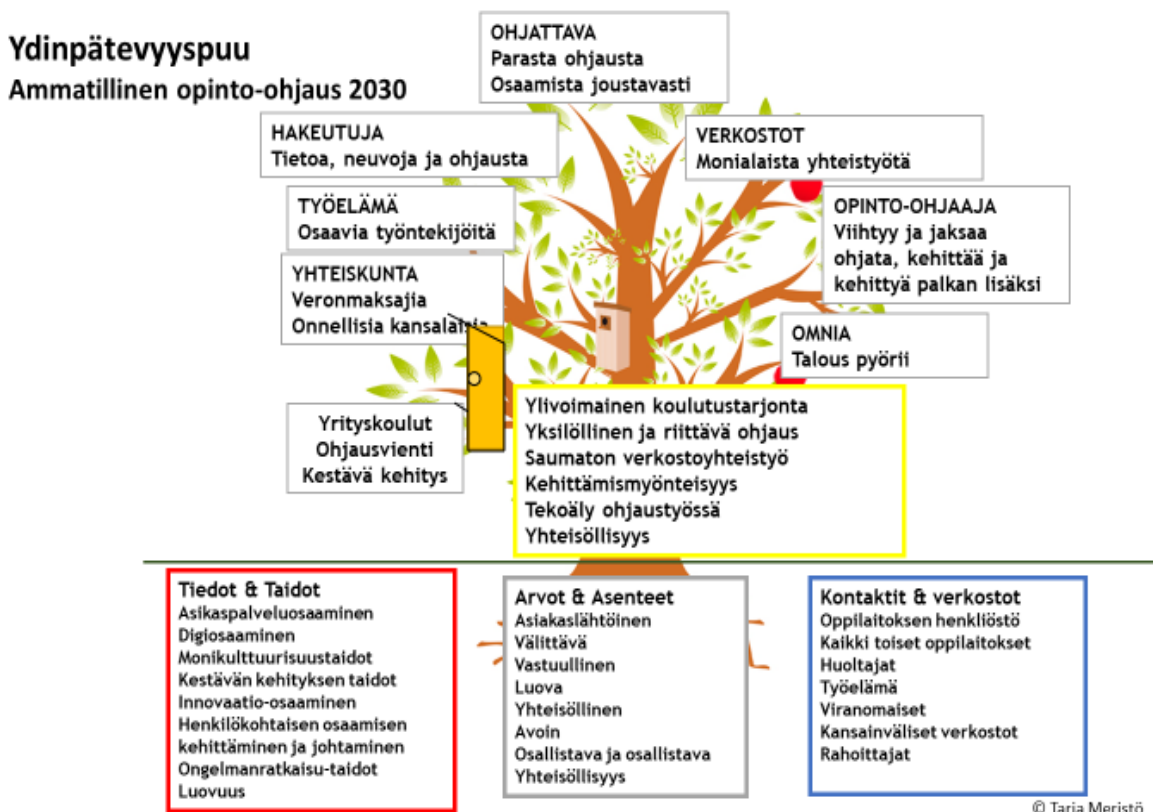 Ydinpätevyyspuu
Ammatillinen opinto-ohjaus 2030
OHJATTAVA
Parasta ohjausta
Osaamista joustavasti
HAKEUTUJA
Tietoa, neuvoja ja ohjausta
VERKOSTOT
Monialaista yhteistyötä
TYÖELÄMÄ
Osaavia työntekijöitä
OPINTO-OHJAAJA
Viihtyy ja jaksaa
ohjata, kehittää ja
kehittyä palkan lisäksi
YHTEISKUNTA
Veronmaksajia
Onnellisia kansalaisia
OMNIA
Talous pyörii
Yrityskoulut
Ohjausvienti
Kestävä kehitys
Ylivoimainen koulutustarjonta
Yksilöllinen ja riittävä ohjaus
Saumaton verkostoyhteistyö
Kehittämismyönteisyys
Tekoäly ohjaustyössä
Yhteisöllisyys
Tiedot & Taidot
Asikaspalveluosaaminen
Digiosaaminen
Monikulttuurisuustaidot
Kestävän kehityksen taidot
Innovaatio-osaaminen
Henkilökohtaisen osaamisen
kehittäminen ja johtaminen
Ongelmanratkaisu-taidot
Luovuus
Arvot & Asenteet
Asiakaslähtöinen
Välittävä
Vastuullinen
Luova
Yhteisöllinen
Avoin
Osallistava ja osallistava
Yhteisöllisyys
Kontaktit & verkostot
Oppilaitoksen henkilöstö
Kaikki toiset oppilaitokset
Huoltajat
Työelämä
Viranomaiset
Kansainväliset verkostot
Rahoittajat
© Tarja Meristö